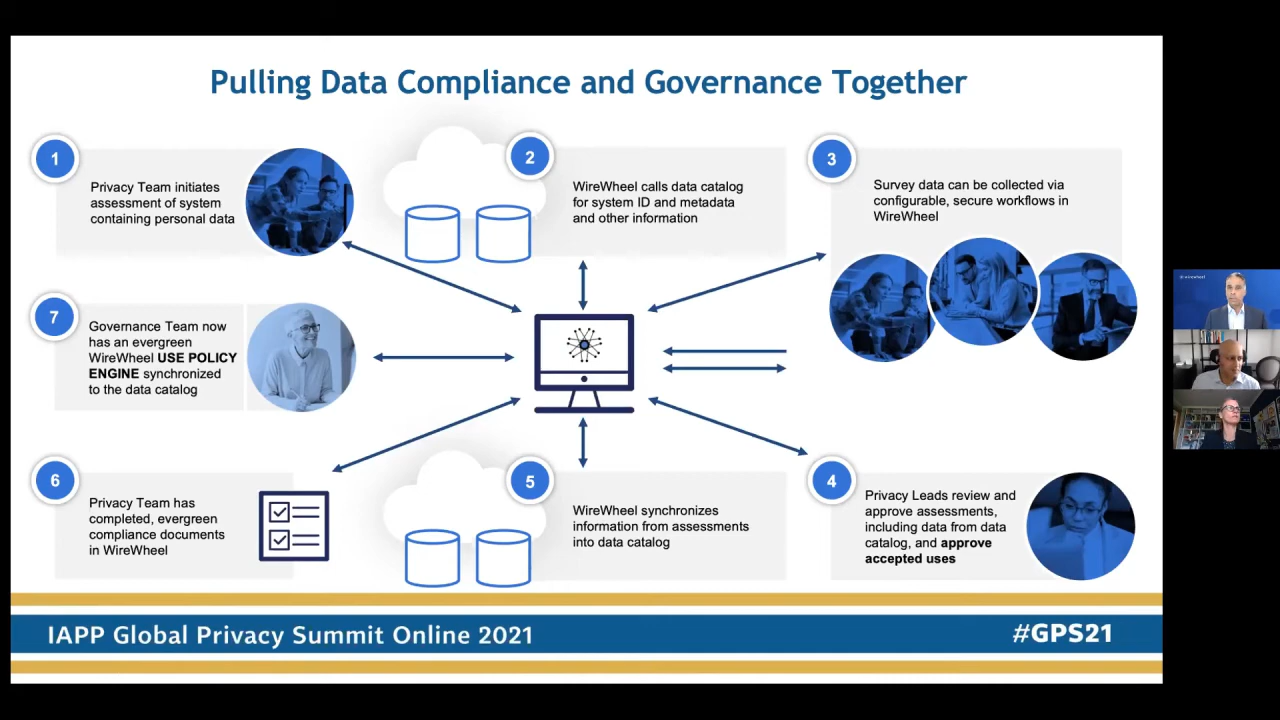 Pulling Data Compliance and Governance Together
1
Privacy Team initiates
assessment of system
containing personal data
2
WireWheel calls data catalog
for system ID and metadata
and other information
3
Survey data can be collected via
configurable, secure workflows in
WireWheel
7
Governance Team now
has an evergreen
WireWheel USE POLICY
ENGINE synchronized
to the data catalog
6
Privacy Team has
completed, evergreen
compliance documents
in WireWheel
5
WireWheel synchronizes
information from assessments
into data catalog
4
Privacy Leads review and
approve assessments,
including data from data
catalog, and approve
accepted uses
IAPP Global Privacy Summit Online 2021
#GPS21
wirewheel